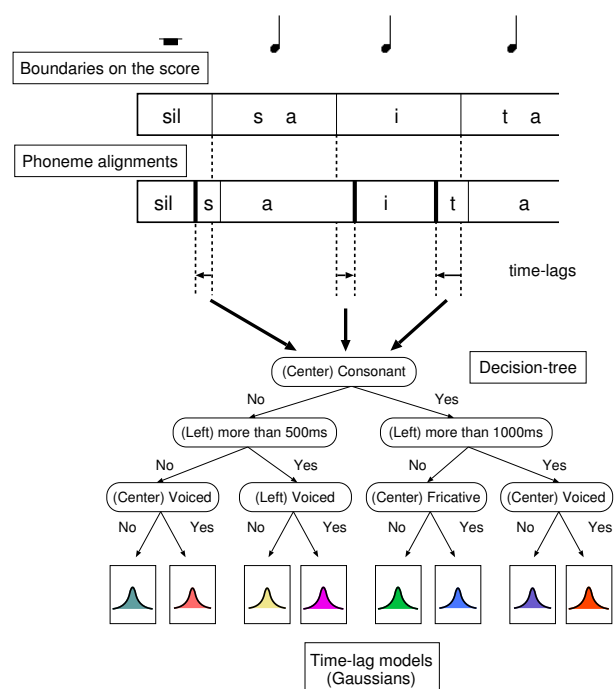 Boundaries on the score
sil s a i t a
Phoneme alignments
sil s a i t a
time-lags
(Center) Consonant
Decision-tree
No Yes
(Left) more than 500ms (Left) more than 1000ms
No Yes No Yes
(Center) Voiced (Left) Voiced (Center) Fricative (Center) Voiced
No Yes No Yes No Yes No Yes
Time-lag models
(Gaussians)